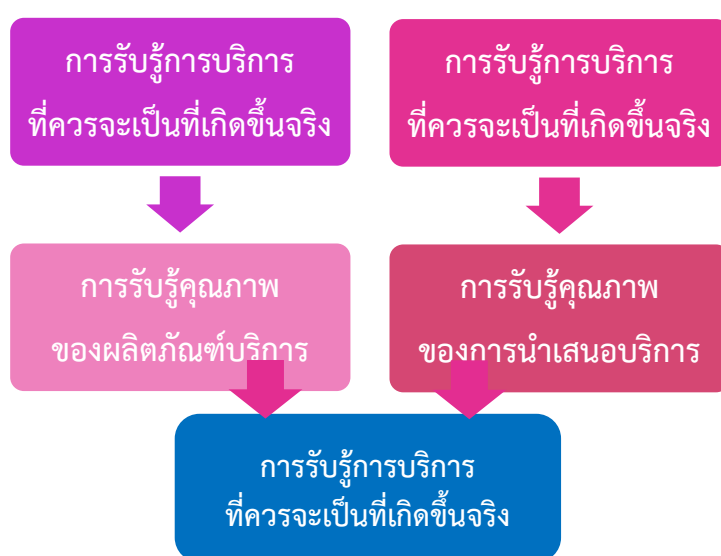 การรับรู้การบริการ
ที่ควรจะเป็นที่เกิดขึ้นจริง
การรับรู้การบริการ
ที่ควรจะเป็นที่เกิดขึ้นจริง
การรับรู้คุณภาพ
ของผลิตภัณฑ์บริการ
การรับรู้คุณภาพ
ของการนำเสนอบริการ
การรับรู้การบริการ
ที่ควรจะเป็นที่เกิดขึ้นจริง